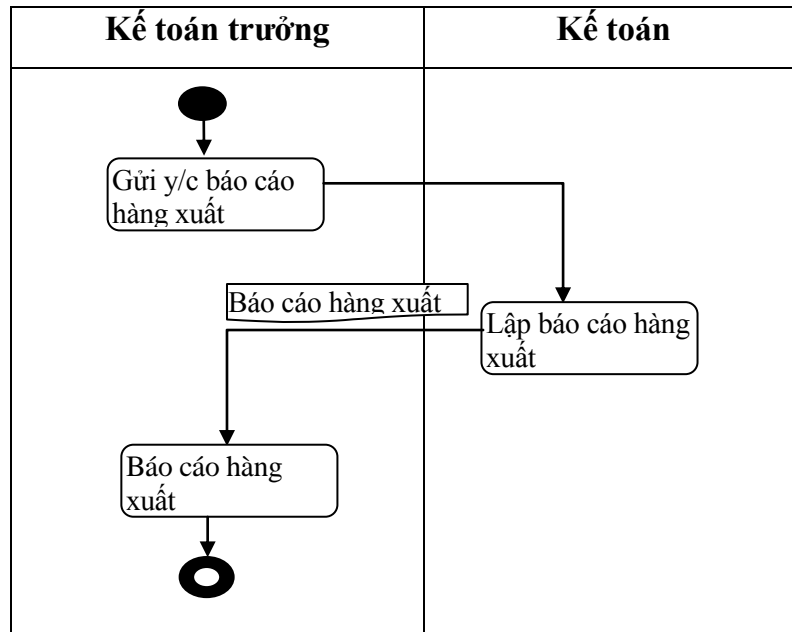 Kế toán trưởng
Kế toán
Gửi y/c báo cáo
hàng xuất
Báo cáo hàng xuất
Lập báo cáo hàng
xuất
Báo cáo hàng
xuất